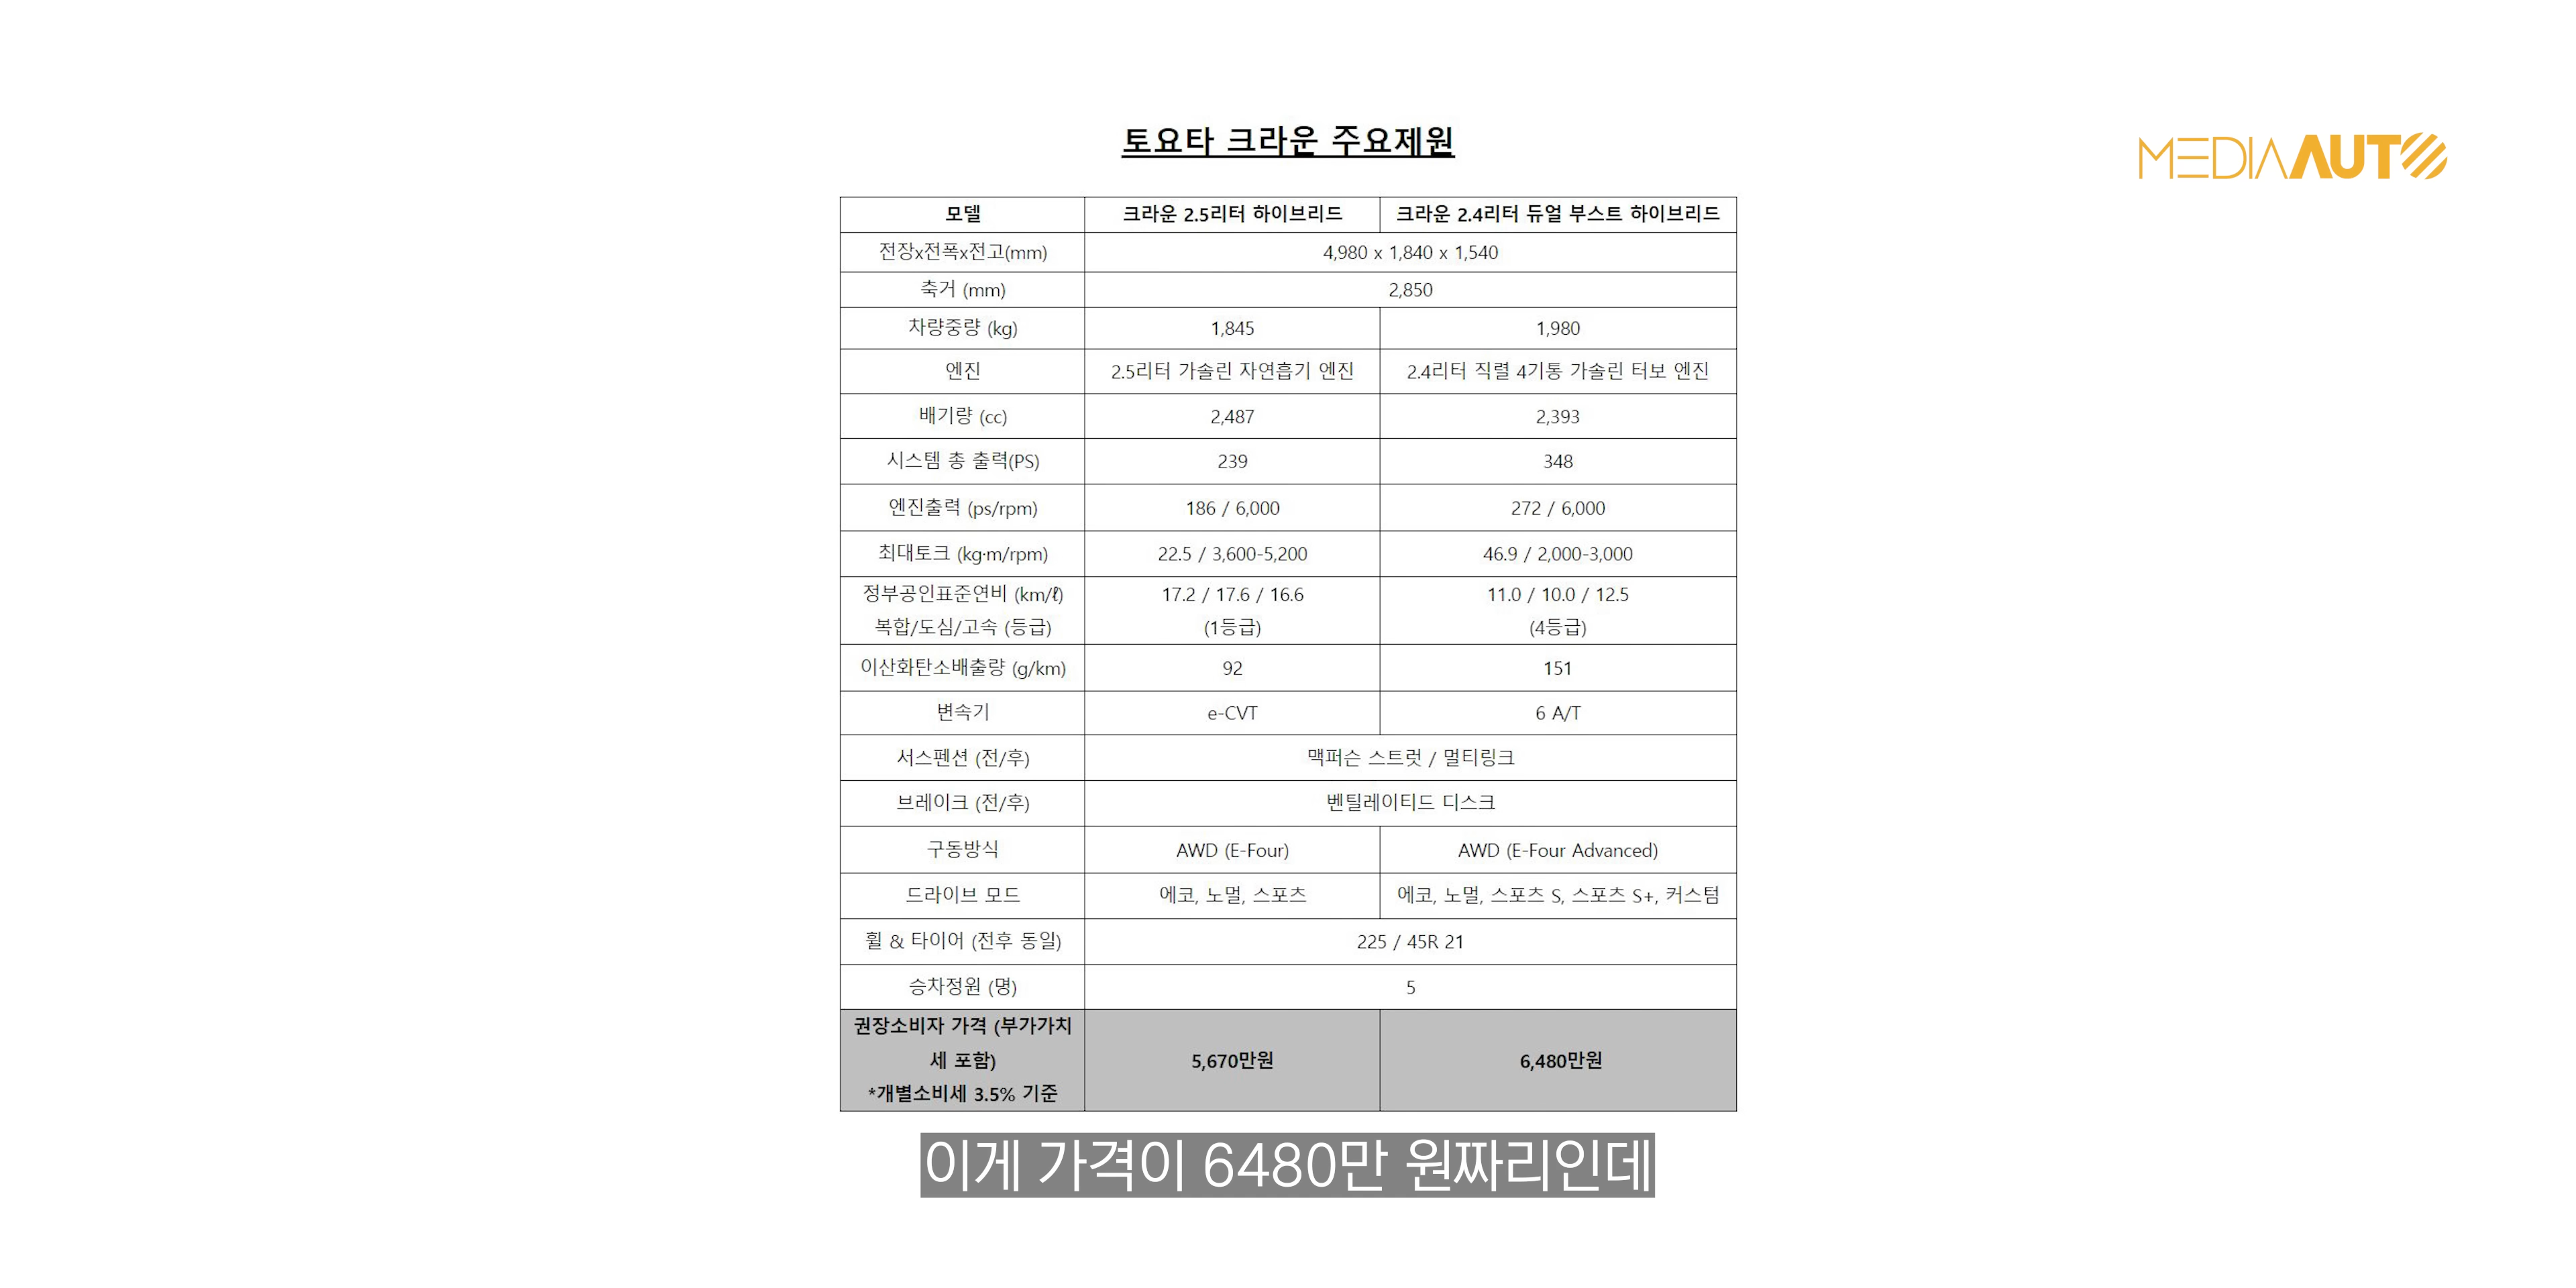 토요타 크라운 주요제원
MEDIAAUTO
모델 크라운 2.5리터 하이브리드 크라운 2.4리터 듀얼 부스트 하이브리드
전장x전폭x전고(mm) 4,980 x 1,840 x 1,540
축거 (mm) 2,850
차량중량 (kg) 1,845 1,980
엔진 2.5리터 가솔린 자연흡기 엔진 2.4리터 직렬 4기통 가솔린 터보 엔진
배기량 (cc) 2,487 2,393
시스템 총 출력(PS) 239 348
엔진출력 (ps/rpm) 186 / 6,000 272 / 6,000
최대토크 (kg·m/rpm) 22.5 / 3,600-5,200 46.9 / 2,000-3,000
정부공인표준연비 (km/ℓ) 17.2 / 17.6 / 16.6 11.0 / 10.0 / 12.5
복합/도심/고속 (등급) (1등급) (4등급)
이산화탄소배출량 (g/km) 92 151
변속기 e-CVT 6 A/T
서스펜션 (전/후) 맥퍼슨 스트럿 / 멀티링크
브레이크 (전/후) 벤틸레이티드 디스크
구동방식 AWD (E-Four) AWD (E-Four Advanced)
드라이브 모드 에코, 노멀, 스포츠 에코, 노멀, 스포츠 S, 스포츠 S+, 커스텀
휠 & 타이어 (전후 동일) 225 / 45R 21
승차정원 (명) 5
권장소비자 가격 (부가가치
세 포함) 5,670만원 6,480만원
*개별소비세 3.5% 기준
이게 가격이 6480만 원짜리인데